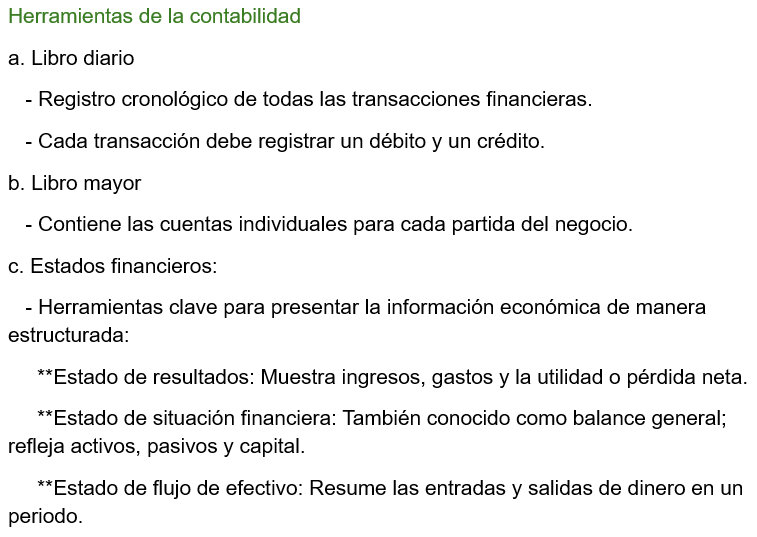 Herramientas de la contabilidad
a. Libro diario
- Registro cronológico de todas las transacciones financieras.
- Cada transacción debe registrar un débito y un crédito.
b. Libro mayor
- Contiene las cuentas individuales para cada partida del negocio.
c. Estados financieros:
- Herramientas clave para presentar la información económica de manera
estructurada:
**Estado de resultados: Muestra ingresos, gastos y la utilidad o pérdida neta.
**Estado de situación financiera: También conocido como balance general;
refleja activos, pasivos y capital.
**Estado de flujo de efectivo: Resume las entradas y salidas de dinero en un
periodo.